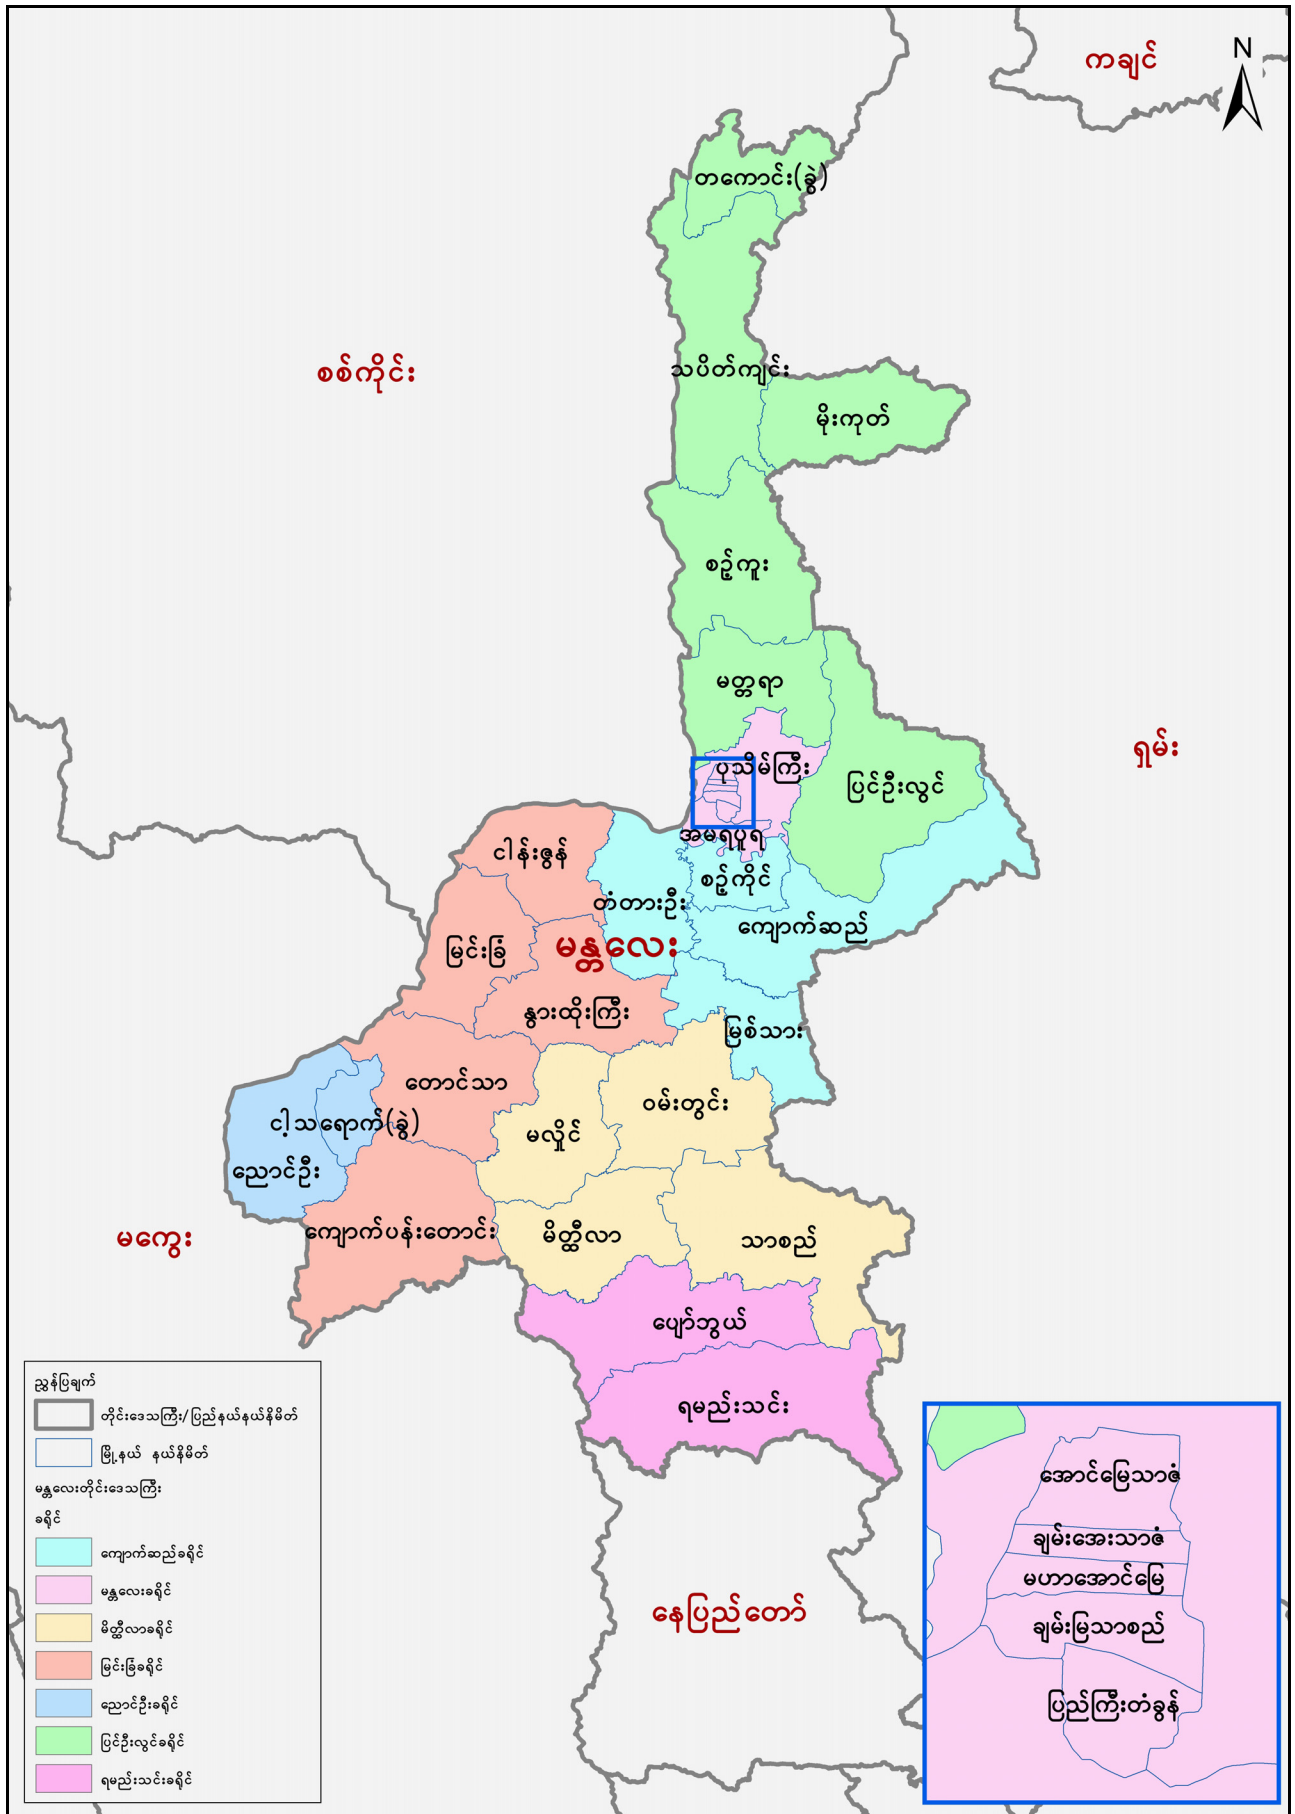 ကချင်
N
တကောင်း(ခွဲ)
စစ်ကိုင်း
သပိတ်ကျင်း
မိုးကုတ်
စဉ့်ကူး
မတ္တရာ
ရှမ်း
ပုသိမ်ကြီး
ပြင်ဦးလွင်
အမရပူရ
ငါန်းဇွန်
စဉ့်ကိုင်
တံတားဦး
ကျောက်ဆည်
မြင်းခြံ
မန္တလေး
နွားထိုးကြီး
မြစ်သား
တောင်သာ
ဝမ်းတွင်း
ငါ့သရောက်(ခွဲ)
မလှိုင်
ညောင်ဦး
မကွေး
ကျောက်ပန်းတောင်း
မိတ္ထီလာ
သာစည်
ပျော်ဘွယ်
ရမည်းသင်း
နေပြည်တော်
ညွှန်ပြချက်
တိုင်းဒေသကြီး/ပြည်နယ်နယ်နိမိတ်
မြို့နယ် နယ်နိမိတ်
မန္တလေးတိုင်းဒေသကြီး
ခရိုင်
ကျောက်ဆည်ခရိုင်
မန္တလေးခရိုင်
မိတ္ထီလာခရိုင်
မြင်းခြံခရိုင်
ညောင်ဦးခရိုင်
ပြင်ဦးလွင်ခရိုင်
ရမည်းသင်းခရိုင်
အောင်မြေသာဇံ
ချမ်းအေးသာဇံ
မဟာအောင်မြေ
ချမ်းမြသာစည်
ပြည်ကြီးတံခွန်